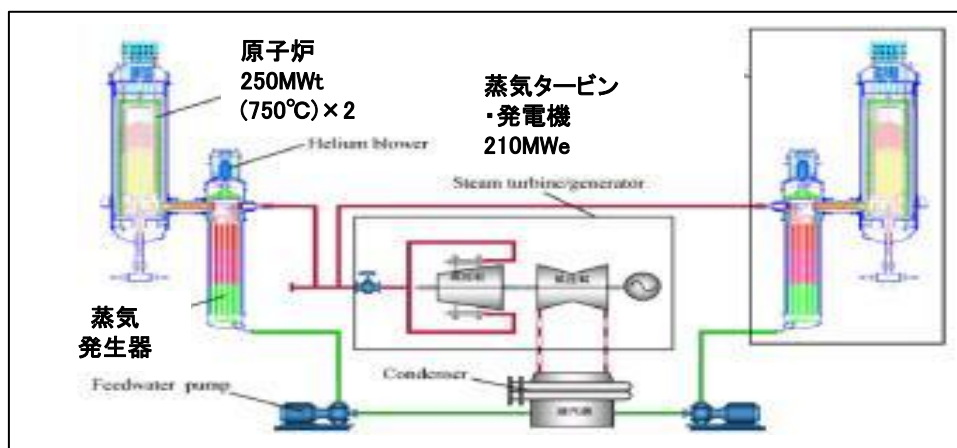 原子炉
250MWt
(750℃)×2
Helium blower
蒸気タービン
・発電機
210MWe
Steam turbine/generator
蒸気
発生器
Feedwater pump
Condenser